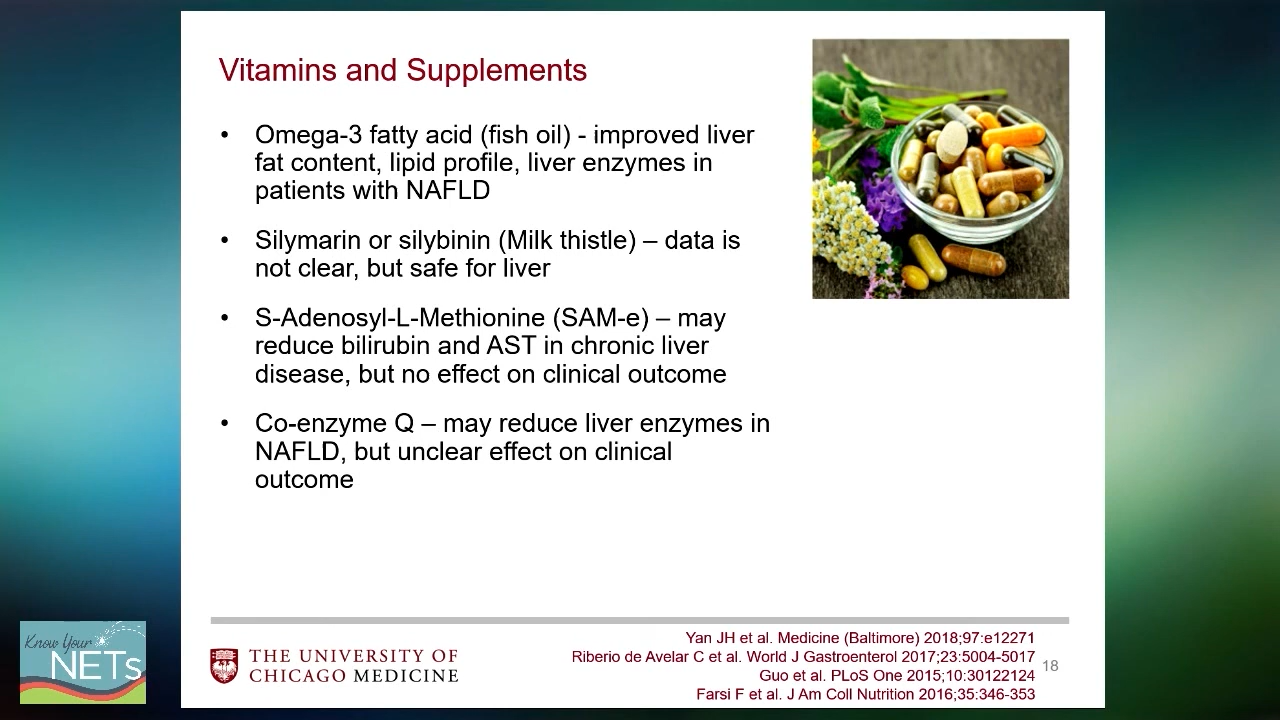 Vitamins and Supplements
• Omega-3 fatty acid (fish oil) - improved liver
fat content, lipid profile, liver enzymes in
patients with NAFLD
• Silymarin or silybinin (Milk thistle) – data is
not clear, but safe for liver
• S-Adenosyl-L-Methionine (SAM-e) – may
reduce bilirubin and AST in chronic liver
disease, but no effect on clinical outcome
• Co-enzyme Q – may reduce liver enzymes in
NAFLD, but unclear effect on clinical
outcome
Know Your
NETs
THE UNIVERSITY OF
CHICAGO MEDICINE
Yan JH et al. Medicine (Baltimore) 2018;97:e12271
Riberio de Avelar C et al. World J Gastroenterol 2017;23:5004-5017
Guo et al. PLoS One 2015;10:30122124
Farsi F et al. J Am Coll Nutrition 2016;35:346-353
18